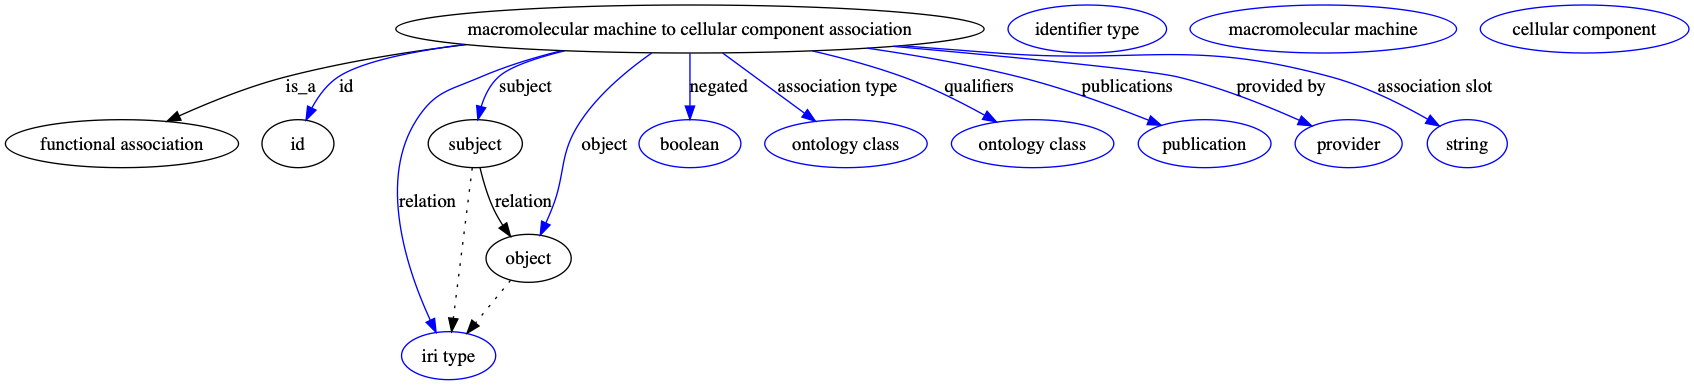 macromolecular machine to cellular component association
identifier type
macromolecular machine
cellular component
is_a
id
subject
negated
association type
qualifiers
publications
provided by
association slot
functional association
id
subject
object
boolean
ontology class
ontology class
publication
provider
string
relation
relation
object
iri type